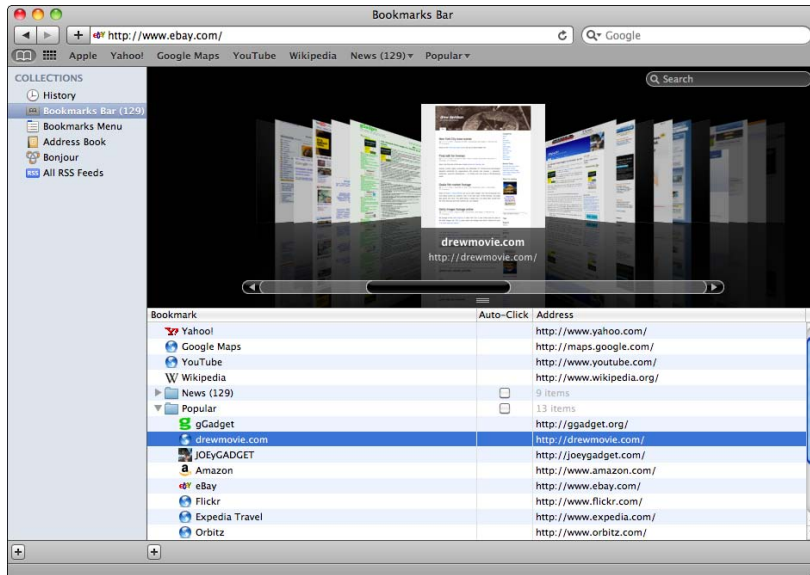 Bookmarks Bar
http://www.ebay.com/
Google
Apple Yahoo! Google Maps YouTube Wikipedia News (129) Popular
COLLECTIONS
History
Bookmarks Bar (129)
Bookmarks Menu
Address Book
Bonjour
RSS All RSS Feeds
Search
drewmovie.com
http://drewmovie.com/
Bookmark Auto-Click Address
Yahoo! http://www.yahoo.com/
Google Maps http://maps.google.com/
YouTube http://www.youtube.com/
W Wikipedia http://www.wikipedia.org/
News (129) 9 items
Popular 13 items
g gGadget http://ggadget.org/
drewmovie.com http://drewmovie.com/
JOEyGADGET http://joeygadget.com/
a Amazon http://www.amazon.com/
eBay http://www.ebay.com/
Flickr http://www.flickr.com/
Expedia Travel http://www.expedia.com/
Orbitz http://www.orbitz.com/